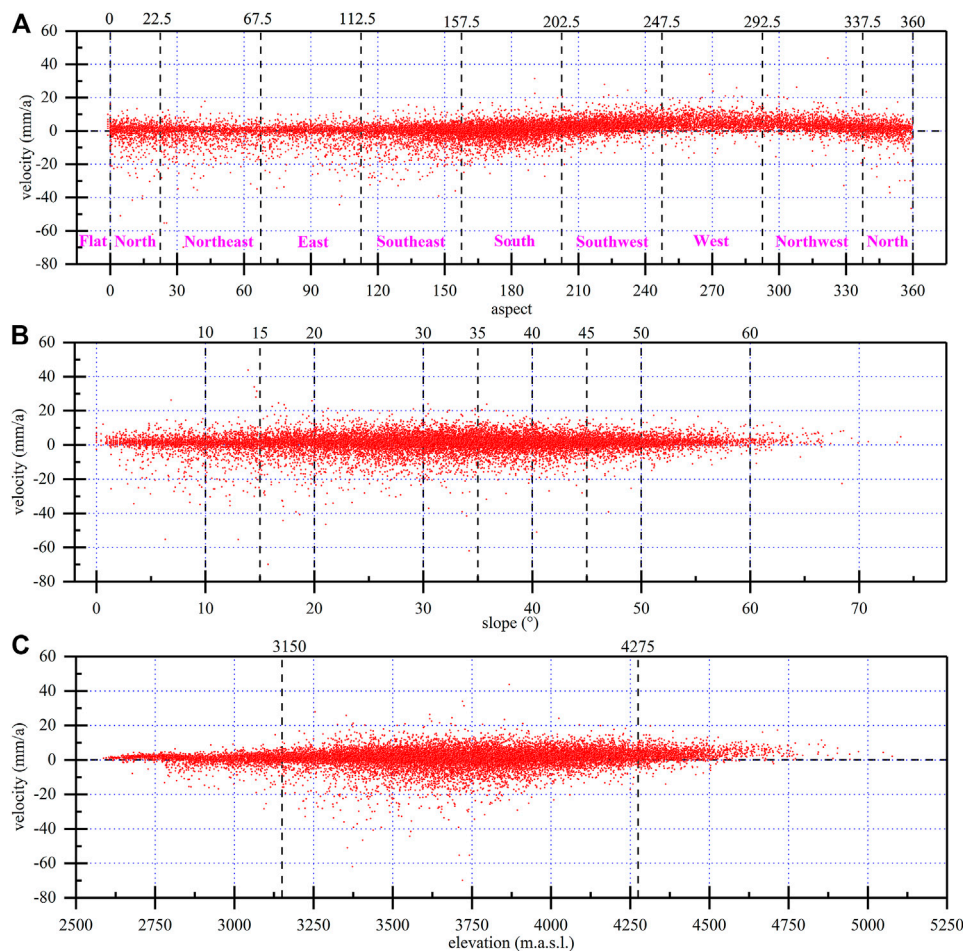 0 22.5 67.5 112.5 157.5 202.5 247.5 292.5 337.5 360
A
60
40
20
0
-20
-40
-60
-80
velocity (mm/a)
Flat North Northeast East Southeast South Southwest West Northwest North
0 30 60 90 120 150 180 210 240 270 300 330 360
aspect
B
10 15 20 30 35 40 45 50 60
60
40
20
0
-20
-40
-60
-80
velocity (mm/a)
0 10 20 30 40 50 60 70
slope (°)
C
3150 4275
60
40
20
0
-20
-40
-60
-80
velocity (mm/a)
2500 2750 3000 3250 3500 3750 4000 4250 4500 4750 5000 5250
elevation (m.a.s.l.)